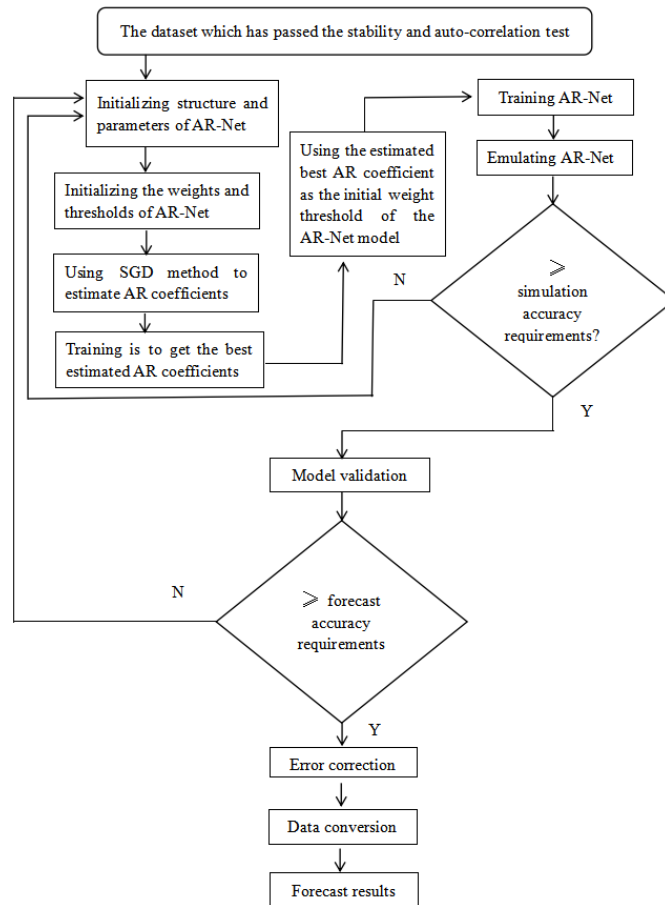 The dataset which has passed the stability and auto-correlation test
Initializing structure and
parameters of AR-Net
Initializing the weights and
thresholds of AR-Net
Using SGD method to
estimate AR coefficients
Training is to get the best
estimated AR coefficients
Using the estimated
best AR coefficient
as the initial weight
threshold of the
AR-Net model
Training AR-Net
Emulating AR-Net
⩾
simulation
accuracy
requirements?
N
Y
Model validation
⩾ forecast
accuracy
requirements
N
Y
Error correction
Data conversion
Forecast results